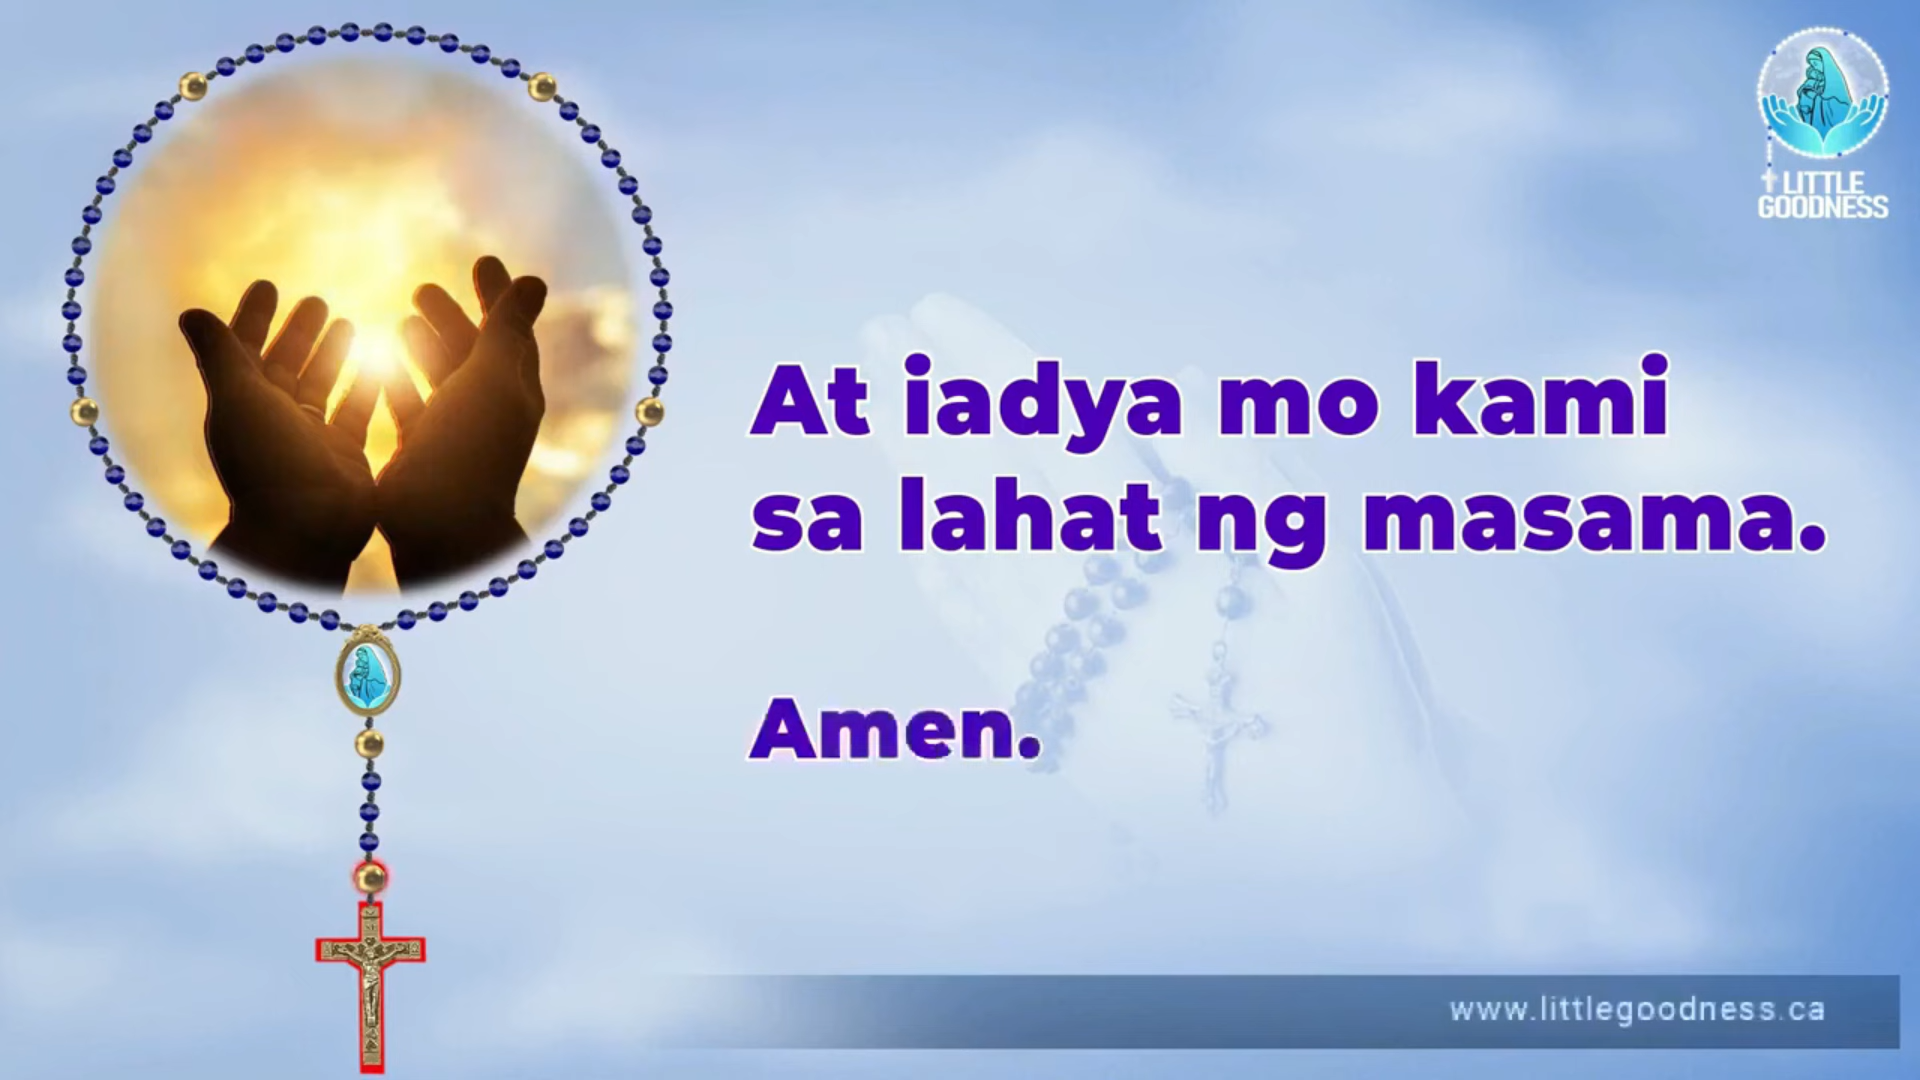 LITTLE
GOODNESS
At iadya mo kami
sa lahat ng masama.
Amen.
www.littlegoodness.ca